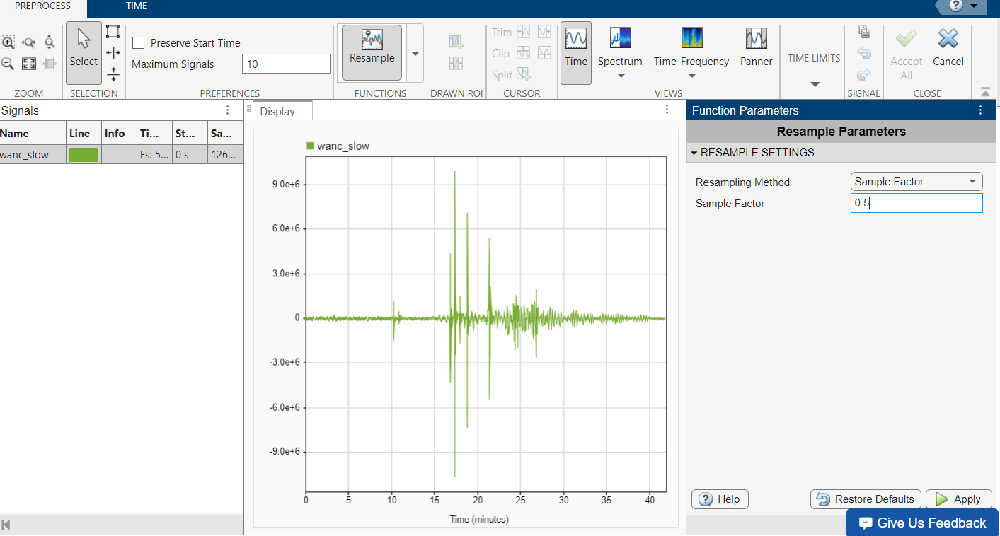 PREPROCESS TIME
?
Select
Preserve Start Time
Maximum Signals 10
Resample
Trim
Clip
Split
Time Spectrum Time-Frequency Panner
TIME LIMITS
Accept All
Cancel
ZOOM SELECTION PREFERENCES FUNCTIONS DRAWN ROI CURSOR VIEWS SIGNAL CLOSE
Signals
Name Line Info Ti... St... Sa...
wanc_slow Fs: 5... 0 s 126...
Display
wanc_slow
9.0e+6
6.0e+6
3.0e+6
0
-3.0e+6
-6.0e+6
-9.0e+6
0 5 10 15 20 25 30 35 40
Time (minutes)
Function Parameters
Resample Parameters
RESAMPLE SETTINGS
Resampling Method Sample Factor
Sample Factor 0.5
? Help Restore Defaults Apply
Give Us Feedback